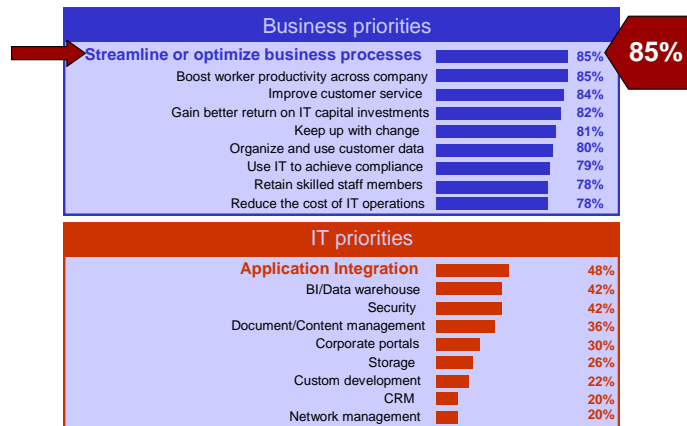 Business priorities
Streamline or optimize business processes 85% 85%
Boost worker productivity across company 85%
Improve customer service 84%
Gain better return on IT capital investments 82%
Keep up with change 81%
Organize and use customer data 80%
Use IT to achieve compliance 79%
Retain skilled staff members 78%
Reduce the cost of IT operations 78%
IT priorities
Application Integration 48%
BI/Data warehouse 42%
Security 42%
Document/Content management 36%
Corporate portals 30%
Storage 26%
Custom development 22%
CRM 20%
Network management 20%